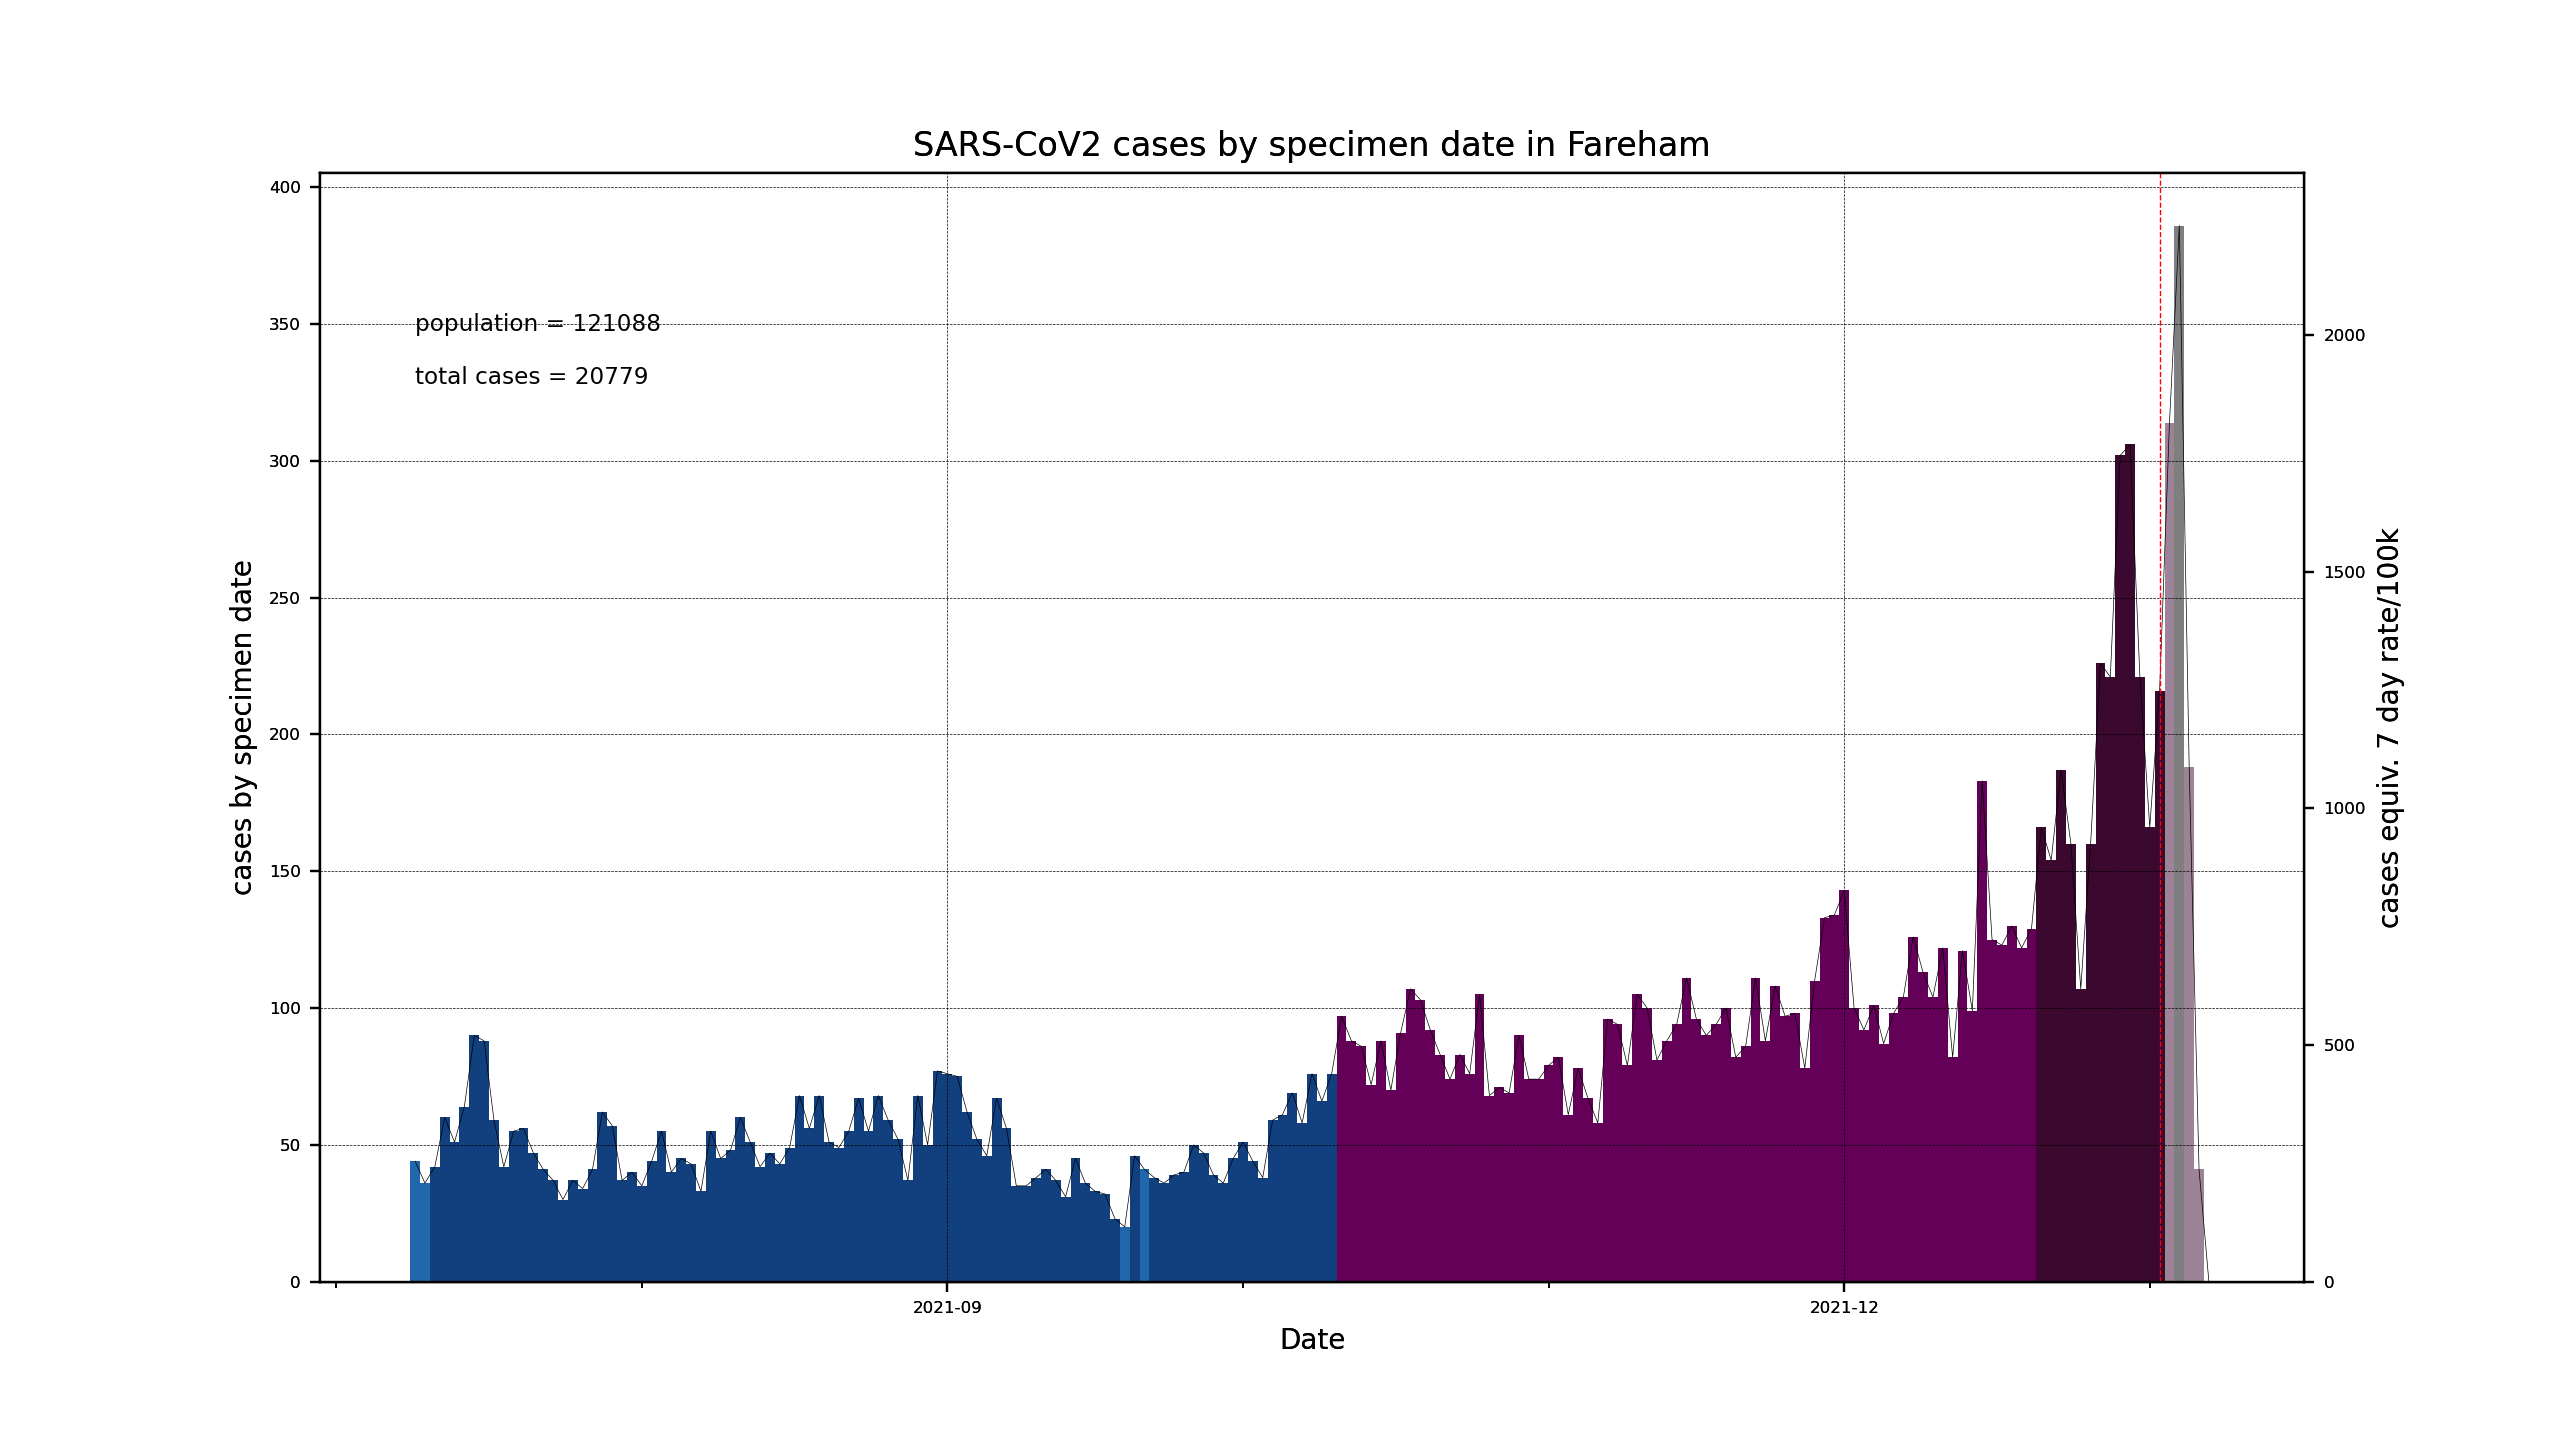 SARS-CoV2 cases by specimen date in Fareham
400
350
300
250
200
150
100
50
0
cases by specimen date
population = 121088
total cases = 20779
2000
1500
1000
500
0
cases equiv. 7 day rate/100k
2021-09
2021-12
Date